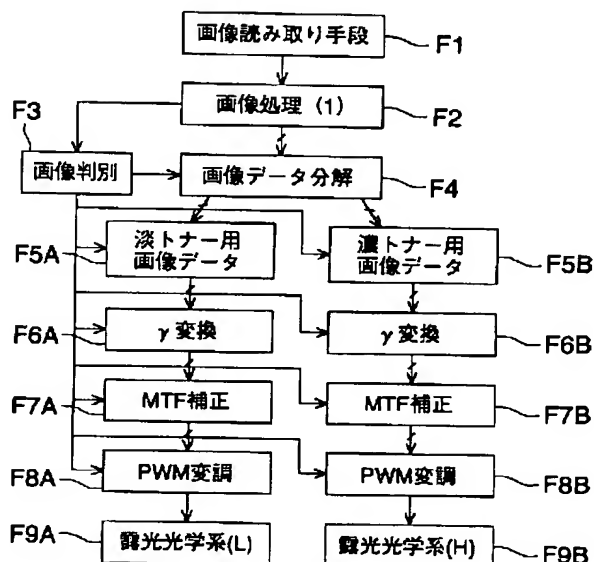 画像読み取り手段
F1
画像処理 (1)
F2
F3
画像判別
画像データ分解
F4
淡トナー用
画像データ
F5A
濃トナー用
画像データ
F5B
γ変換
F6A
γ変換
F6B
MTF補正
F7A
MTF補正
F7B
PWM変調
F8A
PWM変調
F8B
F9A
露光光学系(L)
露光光学系(H)
F9B